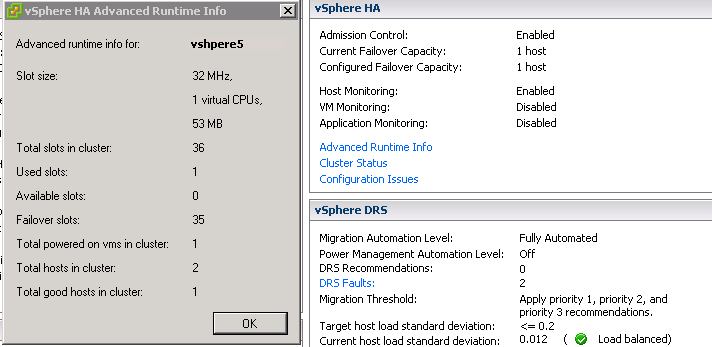 vSphere HA Advanced Runtime Info
Advanced runtime info for: vshpere5
Slot size: 32 MHz,
1 virtual CPUs,
53 MB
Total slots in cluster: 36
Used slots: 1
Available slots: 0
Failover slots: 35
Total powered on vms in cluster: 1
Total hosts in cluster: 2
Total good hosts in cluster: 1
OK
vSphere HA
Admission Control: Enabled
Current Failover Capacity: 1 host
Configured Failover Capacity: 1 host
Host Monitoring: Enabled
VM Monitoring: Disabled
Application Monitoring: Disabled
Advanced Runtime Info
Cluster Status
Configuration Issues
vSphere DRS
Migration Automation Level: Fully Automated
Power Management Automation Level: Off
DRS Recommendations: 0
DRS Faults: 2
Migration Threshold: Apply priority 1, priority 2, and
priority 3 recommendations.
Target host load standard deviation: <= 0.2
Current host load standard deviation: 0.012 ( Load balanced)